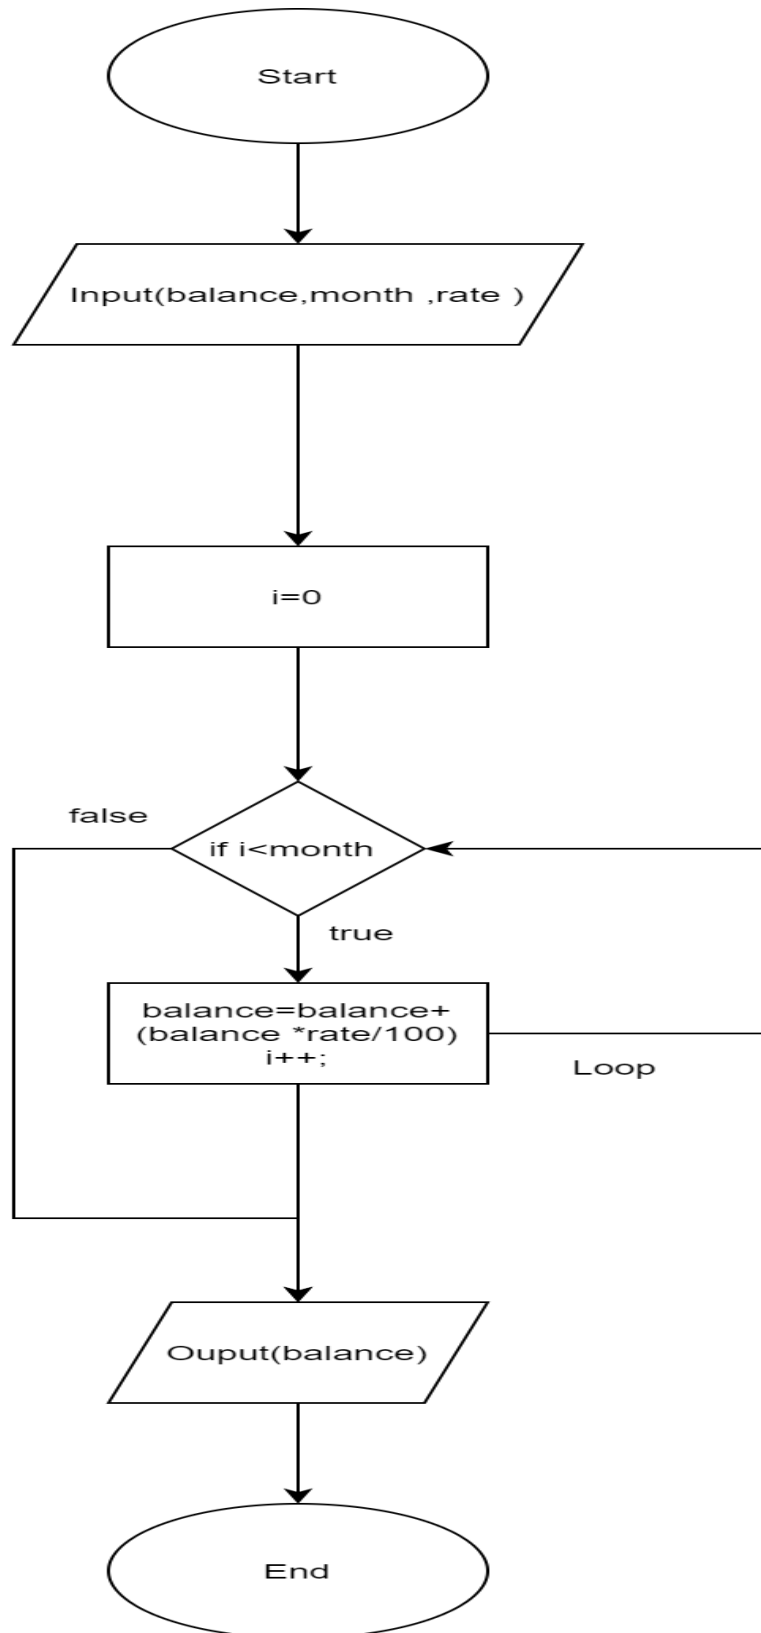 Start
Input(balance,month ,rate )
i=0
false
if i<month
true
balance=balance+
(balance *rate/100)
i++;
Loop
Ouput(balance)
End